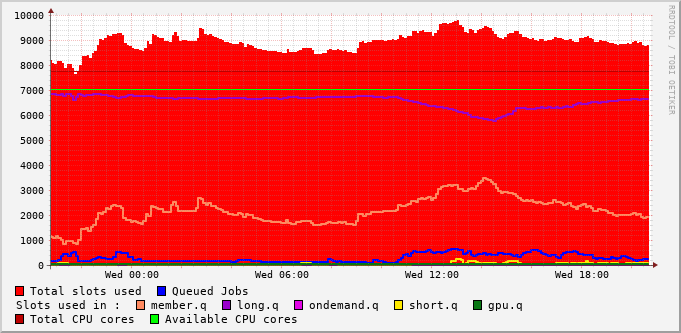 10000
9000
8000
7000
6000
5000
4000
3000
2000
1000
0
Wed 00:00 Wed 06:00 Wed 12:00 Wed 18:00
RRDTOOL / TOBI OETIKER
Total slots used Queued Jobs
Slots used in : member.q long.q ondemand.q short.q gpu.q
Total CPU cores Available CPU cores